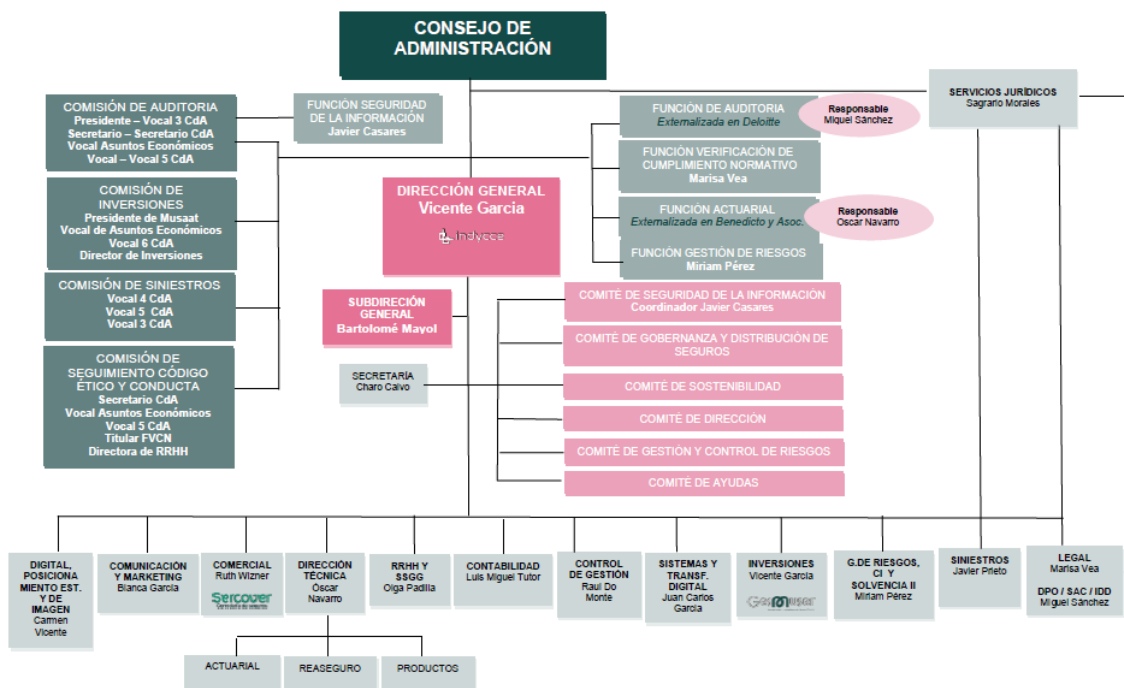 CONSEJO DE
ADMINISTRACIÓN
COMISIÓN DE AUDITORIA
Presidente – Vocal 3 CdA
Secretario – Secretario CdA
Vocal Asuntos Económicos
Vocal – Vocal 5 CdA
FUNCIÓN SEGURIDAD
DE LA INFORMACIÓN
Javier Casares
FUNCIÓN DE AUDITORIA
Externalizada en Deloitte
Responsable
Miguel Sánchez
SERVICIOS JURÍDICOS
Sagrario Morales
FUNCIÓN VERIFICACIÓN DE
CUMPLIMIENTO NORMATIVO
Marisa Vea
COMISIÓN DE
INVERSIONES
Presidente de Musaat
Vocal de Asuntos Económicos
Vocal 6 CdA
Director de Inversiones
DIRECCIÓN GENERAL
Vicente Garcia
indycce
FUNCIÓN ACTUARIAL
Externalizada en Benedicto y Asoc.
Responsable
Oscar Navarro
FUNCIÓN GESTIÓN DE RIESGOS
Miriam Pérez
COMISIÓN DE SINIESTROS
Vocal 4 CdA
Vocal 5 CdA
Vocal 3 CdA
SUBDIRECIÓN
GENERAL
Bartolomé Mayol
COMITÉ DE SEGURIDAD DE LA INFORMACIÓN
Coordinador Javier Casares
COMITÉ DE GOBERNANZA Y DISTRIBUCIÓN DE
SEGUROS
COMISIÓN DE
SEGUIMIENTO CÓDIGO
ÉTICO Y CONDUCTA
Secretario CdA
Vocal Asuntos Económicos
Vocal 5 CdA
Titular FVCN
Directora de RRHH
SECRETARÍA
Charo Calvo
COMITÉ DE SOSTENIBILIDAD
COMITÉ DE DIRECCIÓN
COMITÉ DE GESTIÓN Y CONTROL DE RIESGOS
COMITÉ DE AYUDAS
DIGITAL,
POSICIONA
MIENTO EST.
Y DE
IMAGEN
Carmen
Vicente
COMUNICACIÓN
Y MARKETING
Blanca García
COMERCIAL
Ruth Wizner
Sercover
Correduría de seguros
DIRECCIÓN
TÉCNICA
Óscar
Navarro
RRHH Y
SSGG
Olga Padilla
CONTABILIDAD
Luis Miguel Tutor
CONTROL
DE GESTIÓN
Raul Do
Monte
SISTEMAS Y
TRANSF.
DIGITAL
Juan Carlos
Garcia
INVERSIONES
Vicente García
GesMuser
G.DE RIESGOS,
CI Y
SOLVENCIA II
Miriam Pérez
SINIESTROS
Javier Prieto
LEGAL
Marisa Vea
DPO / SAC / IDD
Miguel Sánchez
ACTUARIAL
REASEGURO
PRODUCTOS